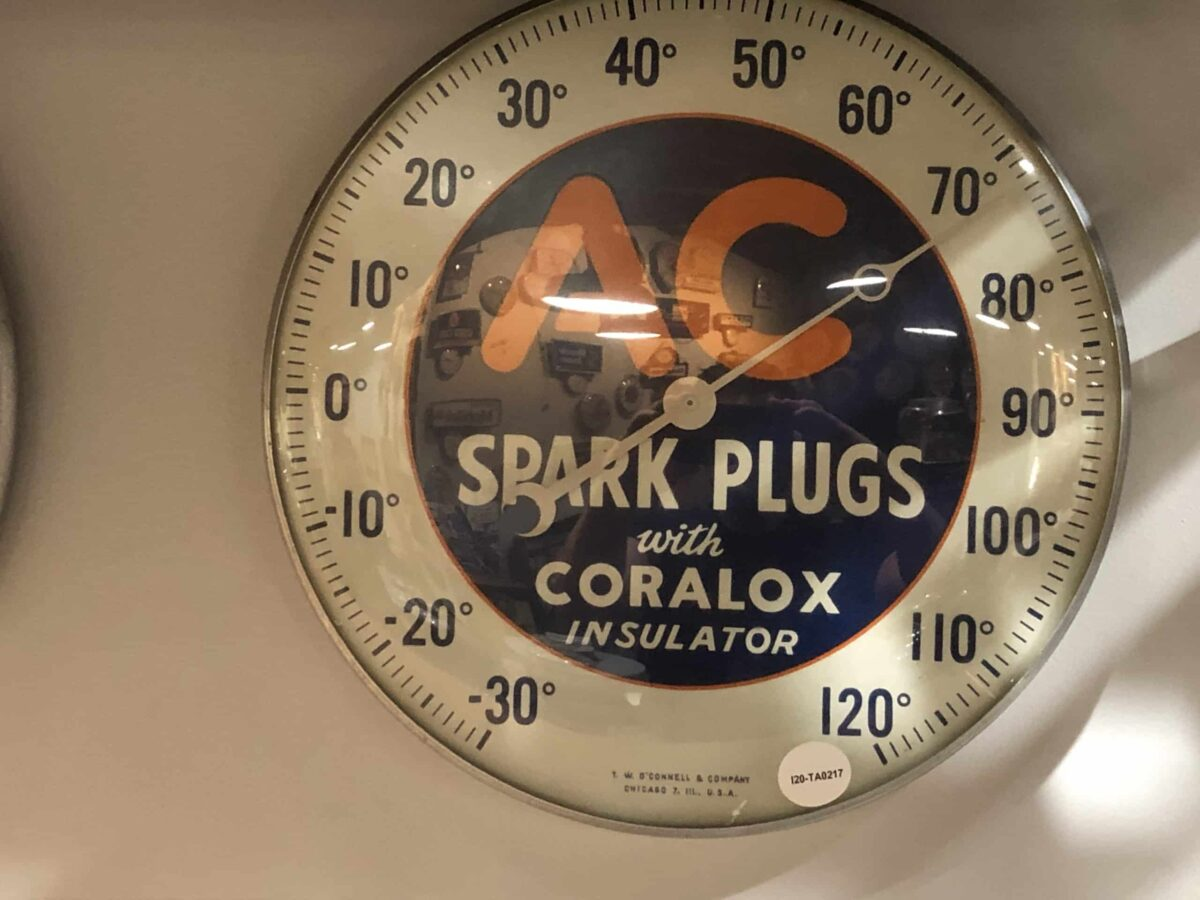 40° 50°
30° 60°
20° 70°
10° 80°
0° 90°
-10° 100°
-20° 110°
-30° 120°
AC
SPARK PLUGS
with
CORALOX
INSULATOR
T. W. O'CONNELL & COMPANY
CHICAGO 7, ILL., U.S.A.
I20-TA0217